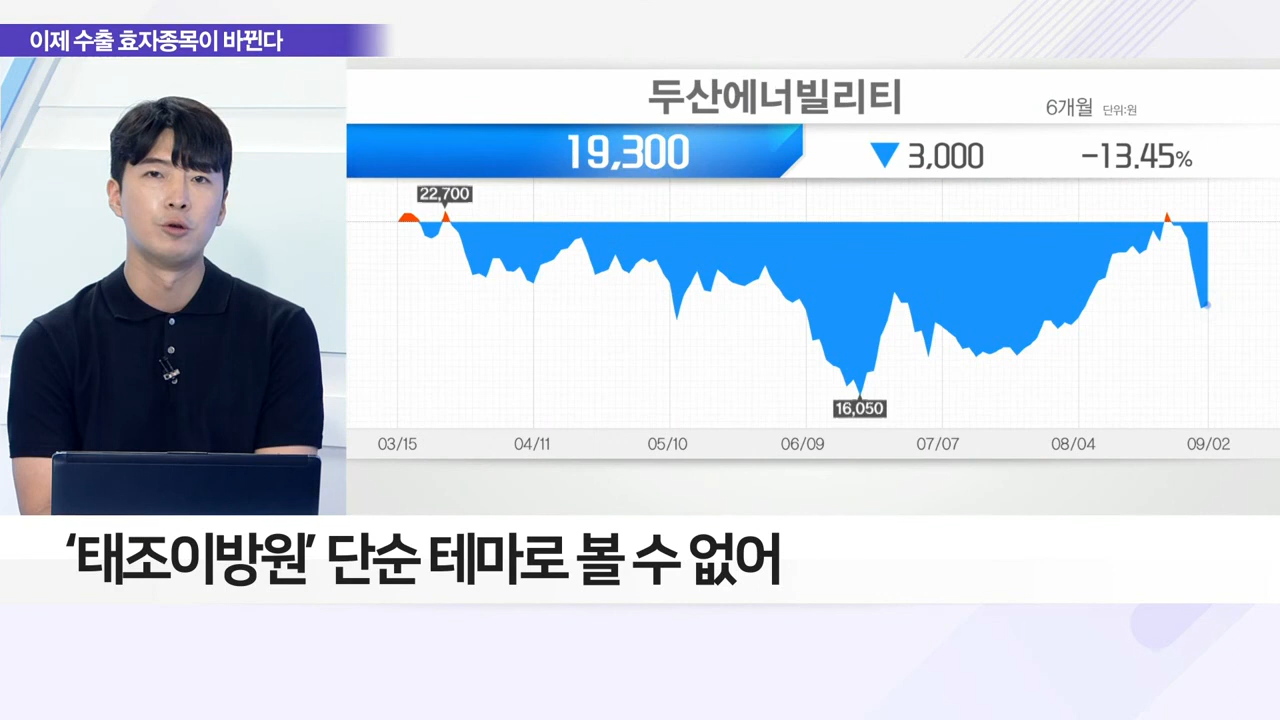 이제 수출 효자종목이 바뀐다
두산에너빌리티
6개월 단위:원
19,300 ▼ 3,000 -13.45%
22,700
16,050
03/15 04/11 05/10 06/09 07/07 08/04 09/02
‘태조이방원’ 단순 테마로 볼 수 없어